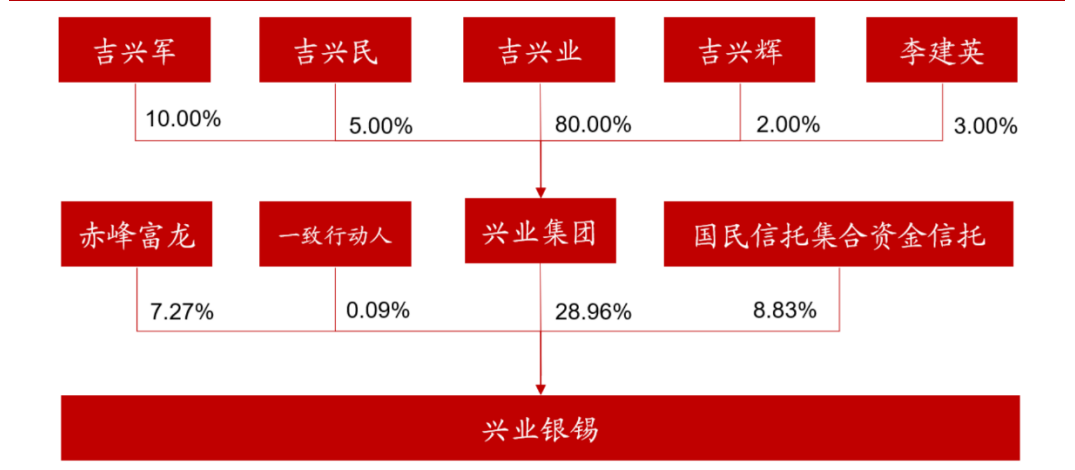 吉兴军 吉兴民 吉兴业 吉兴辉 李建英
10.00% 5.00% 80.00% 2.00% 3.00%
赤峰富龙 一致行动人 兴业集团 国民信托集合资金信托
7.27% 0.09% 28.96% 8.83%
兴业银锡